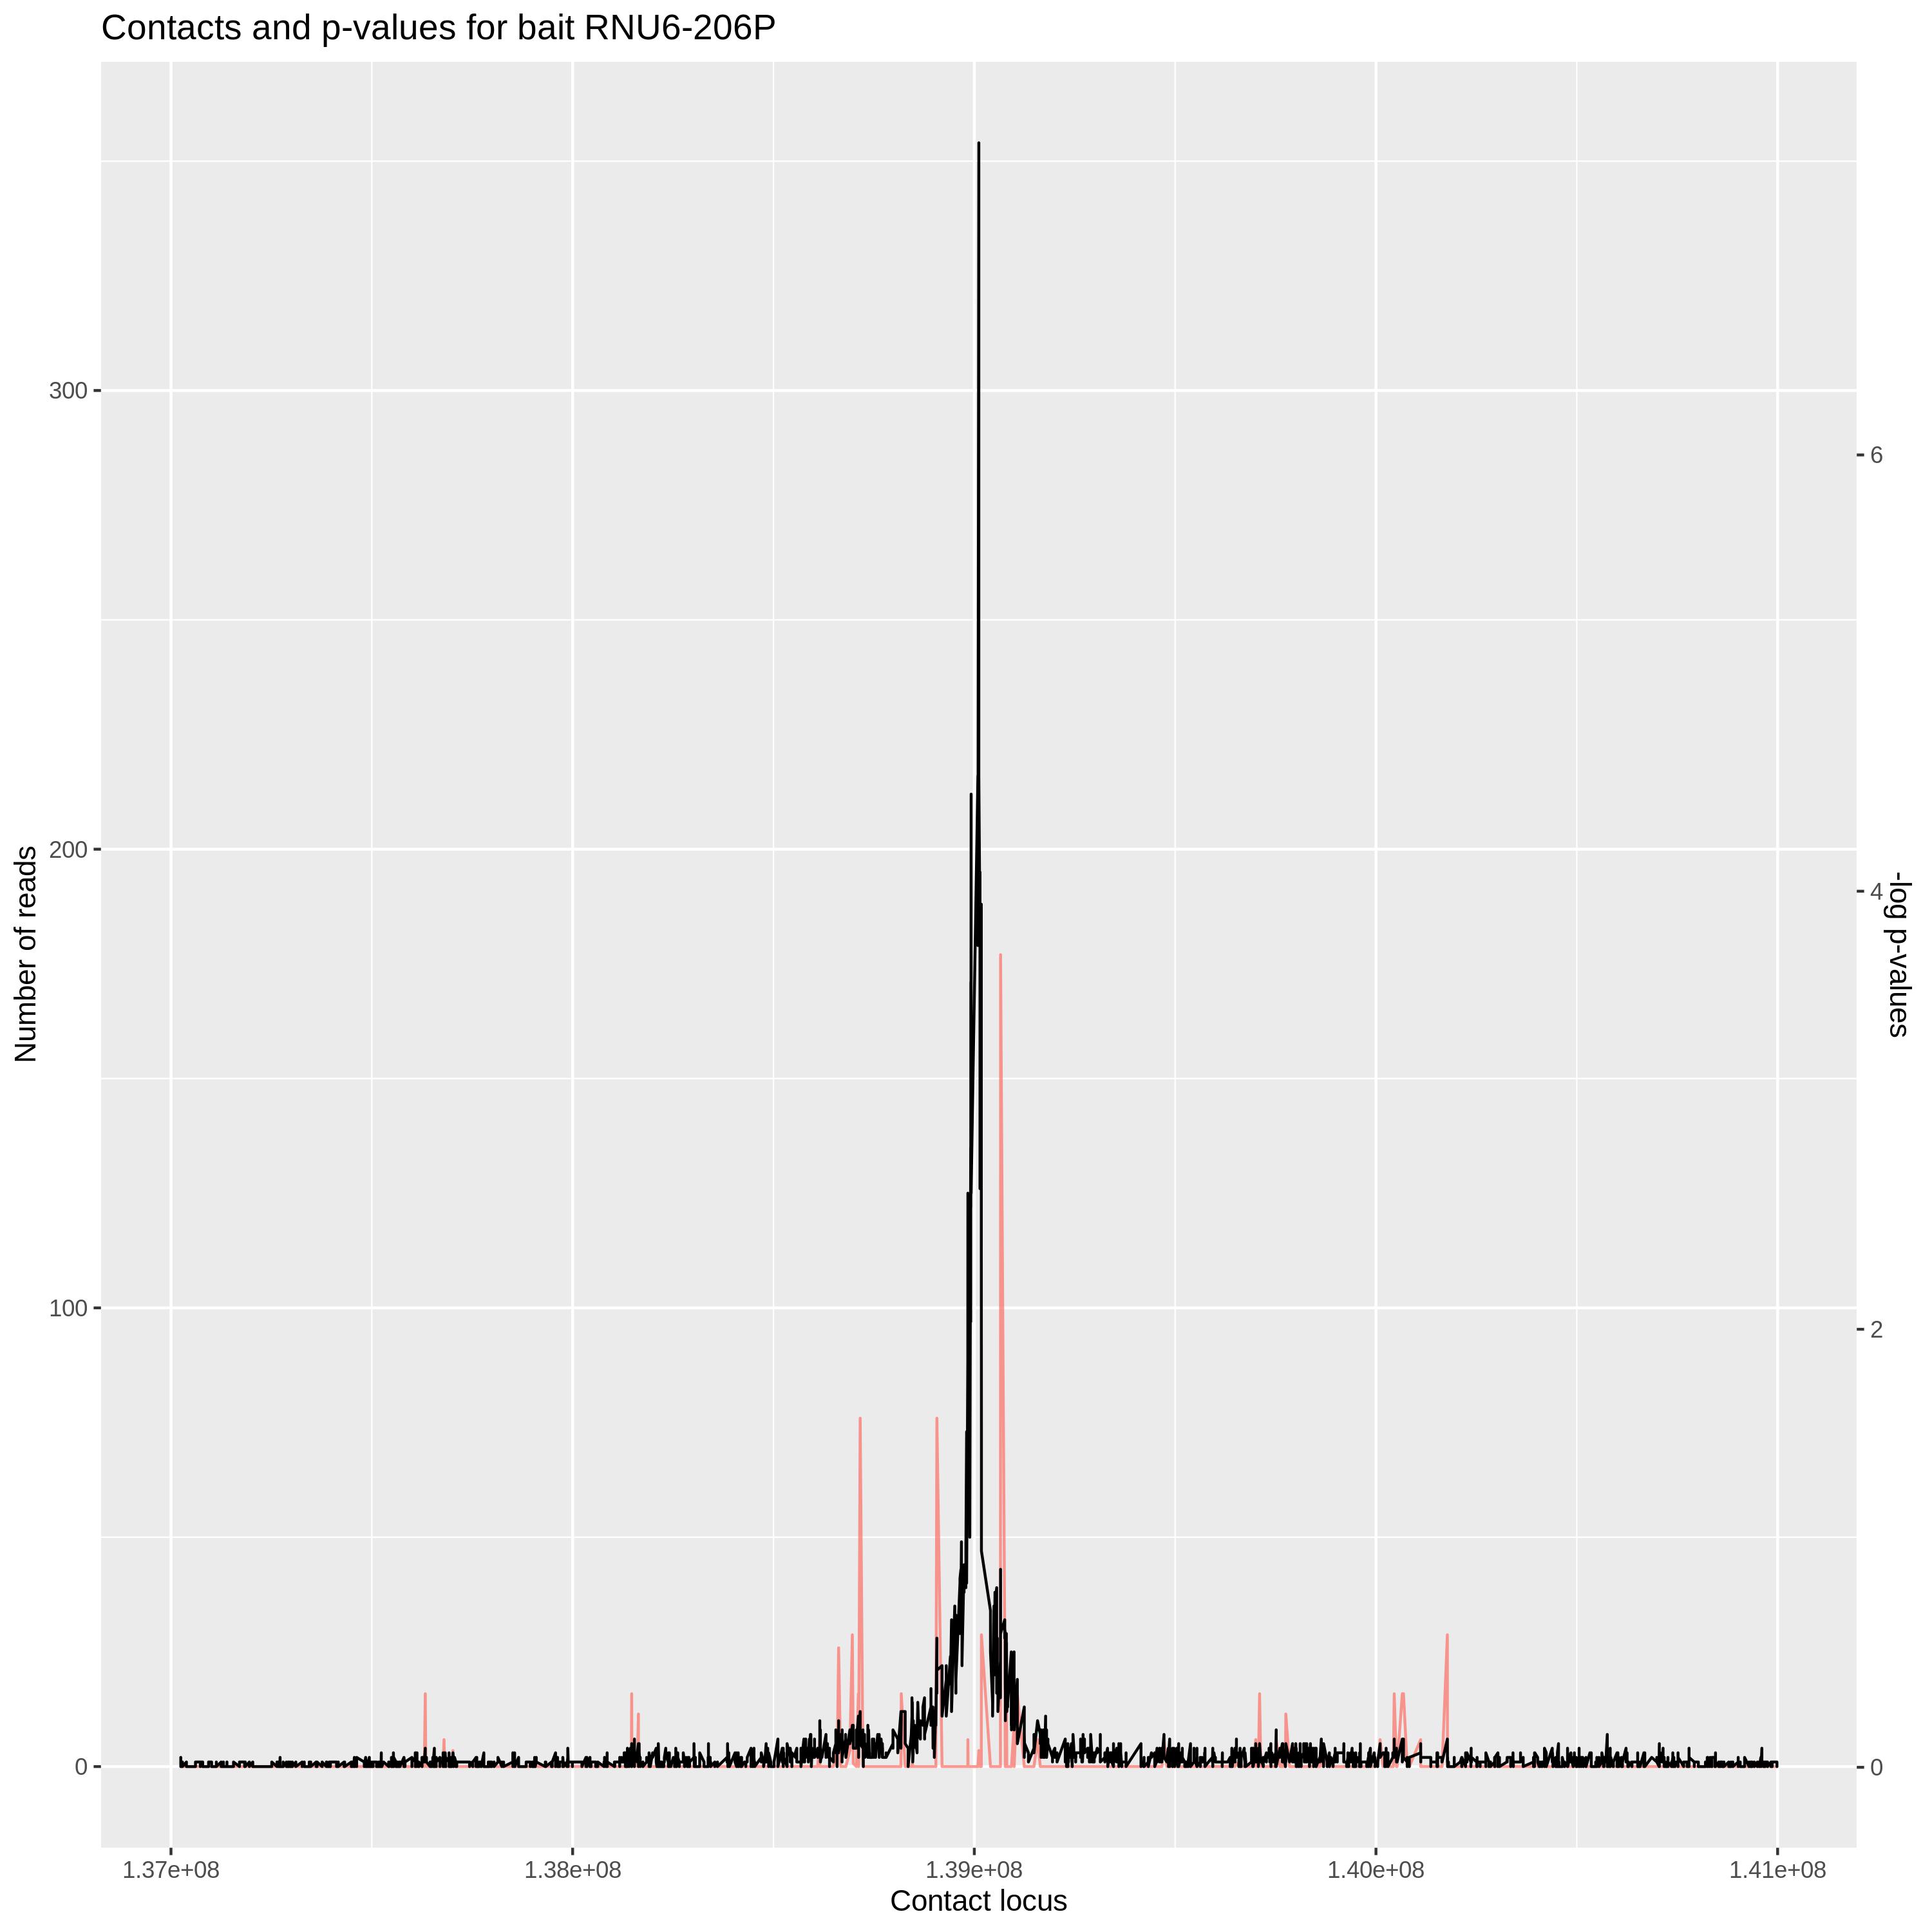 Contacts and p-values for bait RNU6-206P
300
200
100
0
Number of reads
6
4
2
0
-log p-values
1.37e+08
1.38e+08
1.39e+08
1.40e+08
1.41e+08
Contact locus